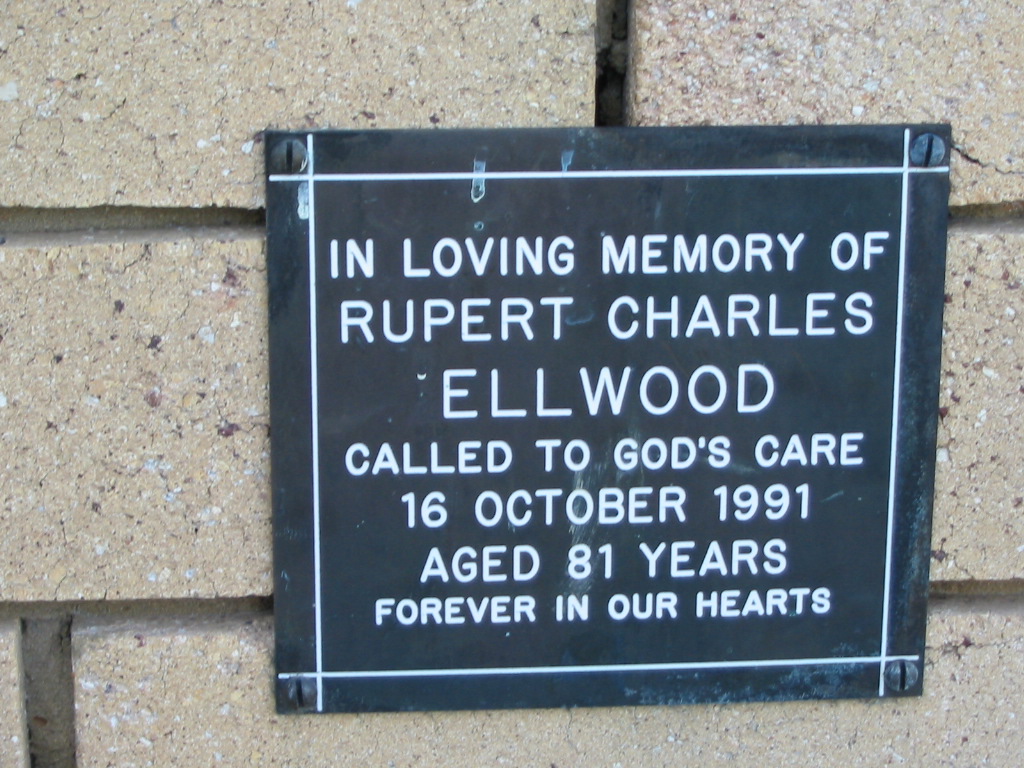 IN LOVING MEMORY OF
RUPERT CHARLES
ELLWOOD
CALLED TO GOD'S CARE
16 OCTOBER 1991
AGED 81 YEARS
FOREVER IN OUR HEARTS